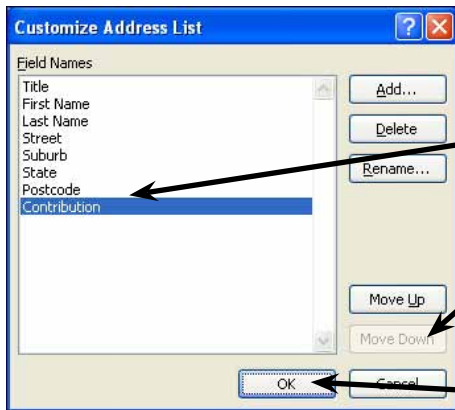 Customize Address List
Field Names
Title
First Name
Last Name
Street
Suburb
State
Postcode
Contribution
Add...
Delete
Rename...
Move Up
Move Down
OK
Cancel